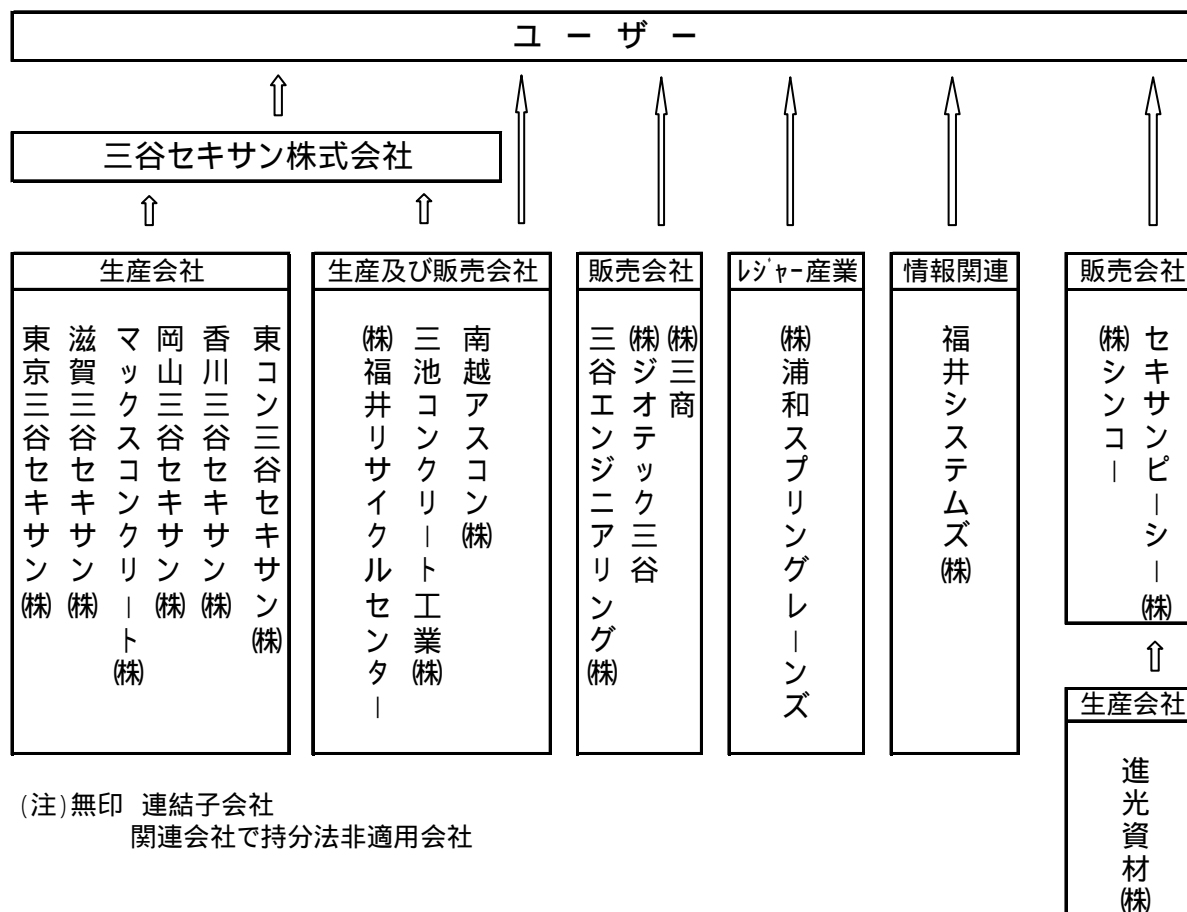 ユーザー
三谷セキサン株式会社
生産会社
東京三谷セキサン㈱
滋賀三谷セキサン㈱
マックスコンクリート㈱
岡山三谷セキサン㈱
香川三谷セキサン㈱
東コン三谷セキサン㈱
生産及び販売会社
㈱福井リサイクルセンター
三池コンクリート工業㈱
南越アスコン㈱
販売会社
三谷エンジニアリング㈱
㈱ジオテック三谷
㈱三商
ﾚｼﾞｬｰ産業
㈱浦和スプリングレーンズ
情報関連
福井システムズ㈱
販売会社
㈱シンコー
セキサンピーシー㈱
生産会社
進光資材㈱
(注)無印 連結子会社
関連会社で持分法非適用会社